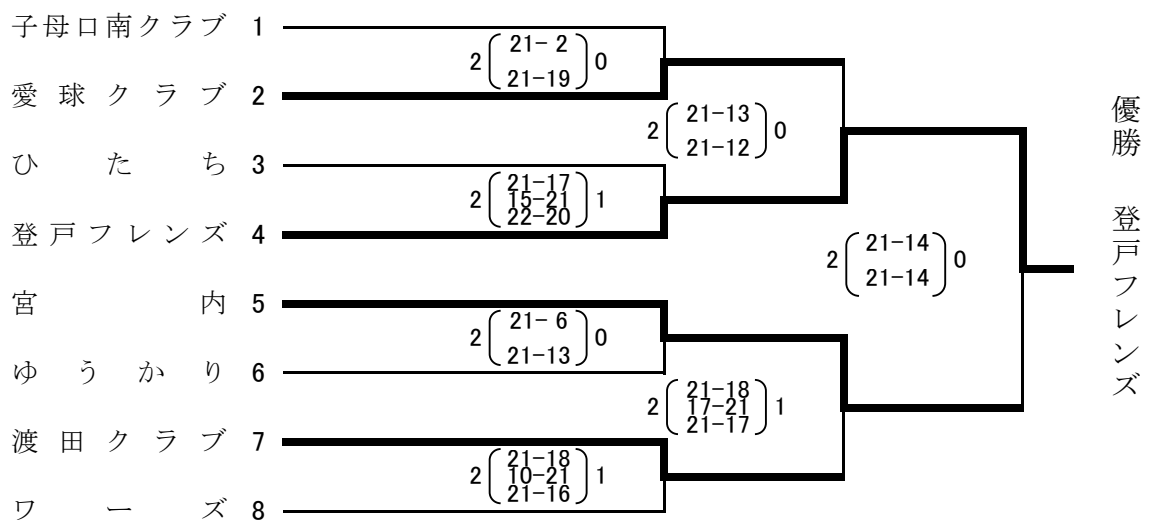 子母口南クラブ 1
2 21- 2 0
21-19
愛球クラブ 2
2 21-13 0
21-12
ひたち 3
2 21-17 1
15-21
22-20
登戸フレンズ 4
2 21-14 0
21-14
宮内 5
2 21- 6 0
21-13
ゆうかり 6
2 21-18 1
17-21
21-17
渡田クラブ 7
2 21-18 1
10-21
21-16
ワーズ 8
優勝 登戸フレンズ